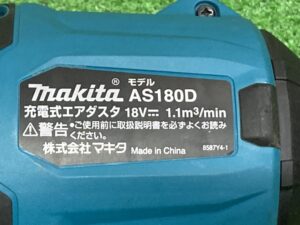 モデル
makita® AS180D
充電式エアダスタ 18V⎓ 1.1m³/min
⚠警告 ●ご使用前に取扱説明書を必ずよくお読みください。
株式会社マキタ Made in China
8587Y4-1